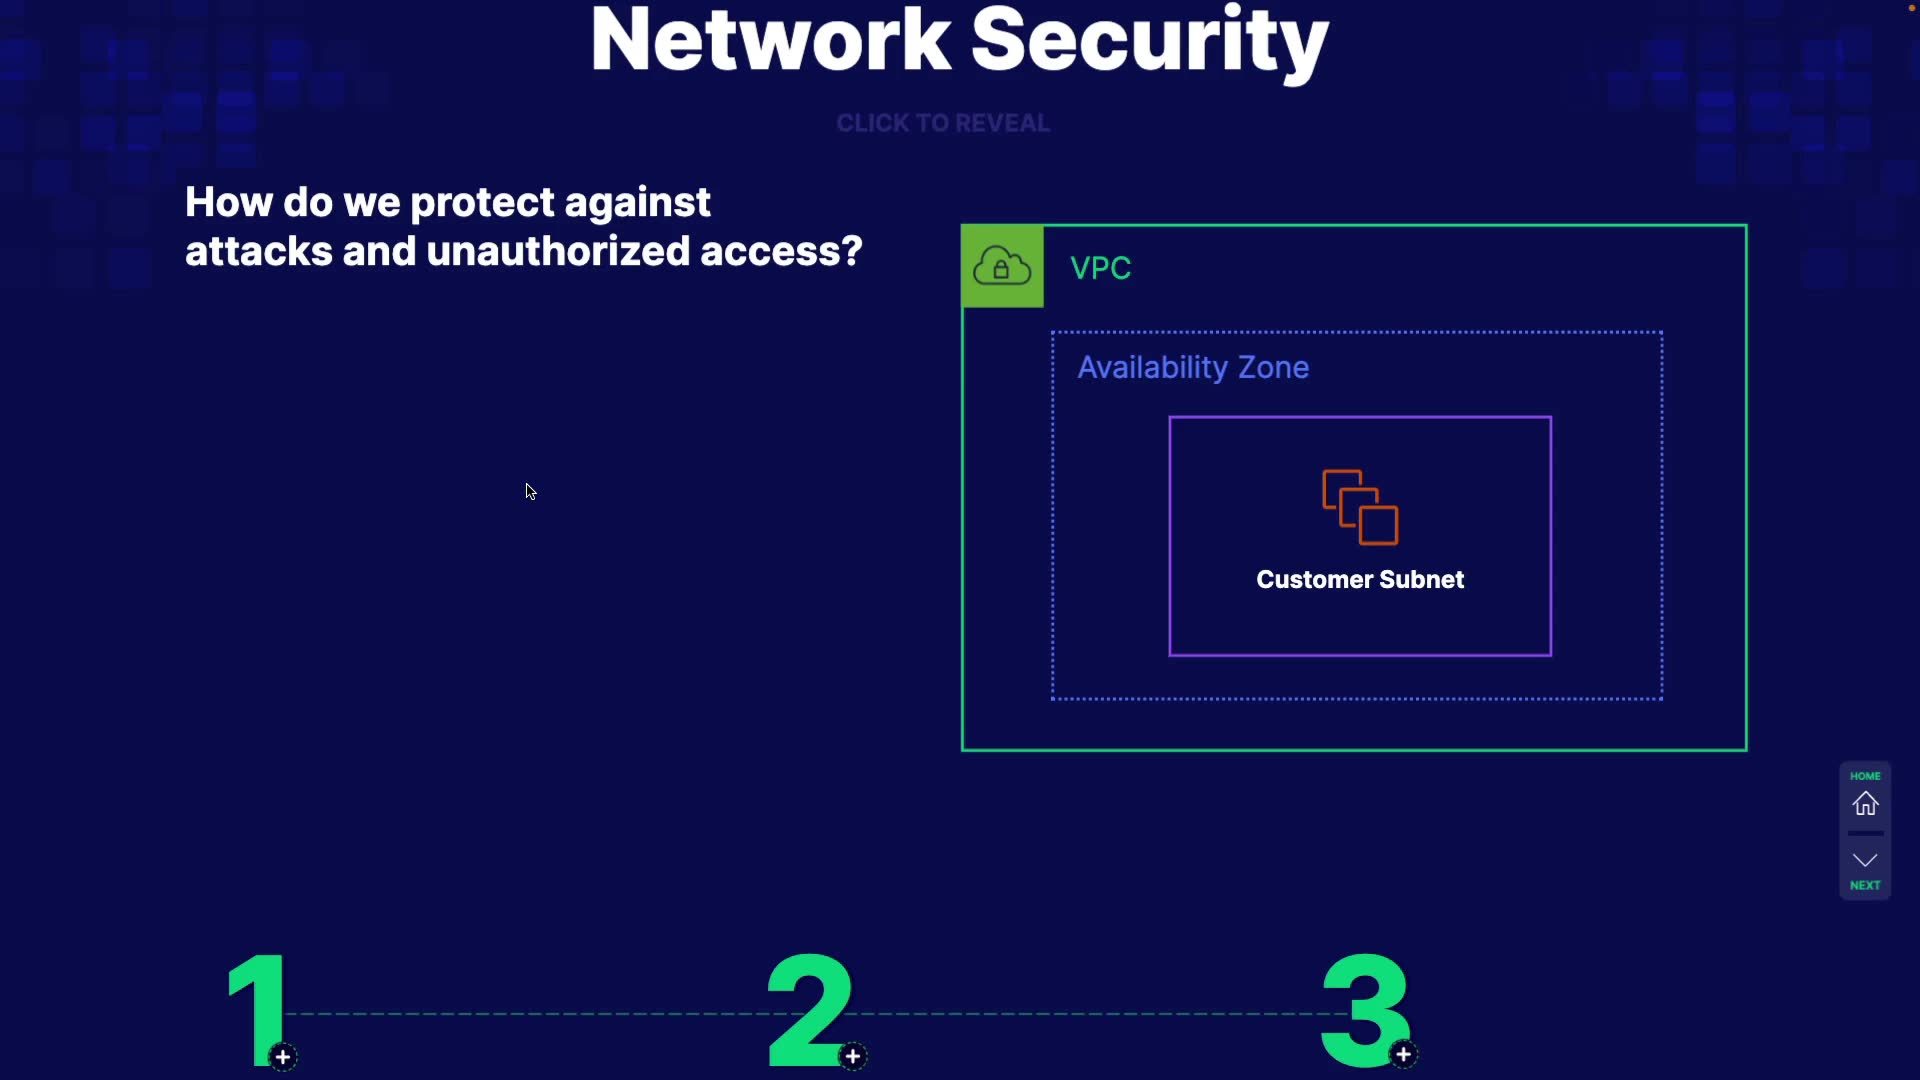 Network Security
CLICK TO REVEAL
How do we protect against
attacks and unauthorized access?
VPC
Availability Zone
Customer Subnet
HOME
NEXT
1
2
3